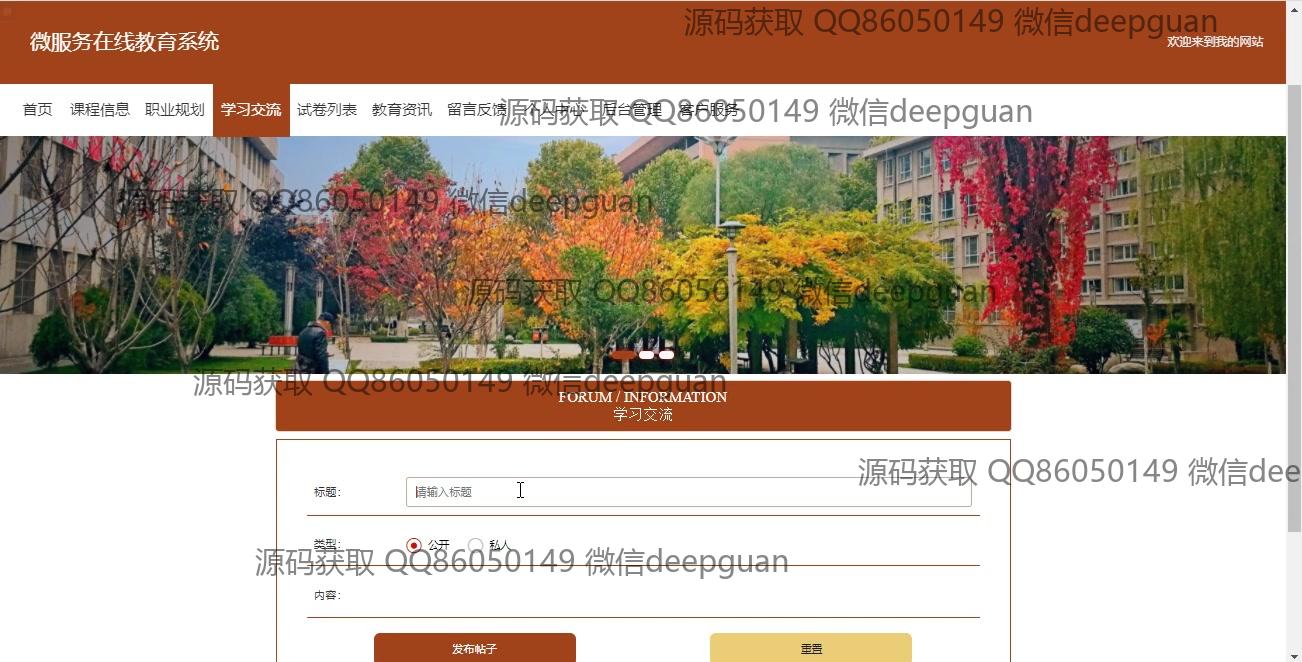 源码获取 QQ86050149 微信deepguan
微服务在线教育系统
欢迎来到我的网站
首页 课程信息 职业规划 学习交流 试卷列表 教育资讯 留言反馈 个人中心 后台管理 客户服务
源码获取 QQ86050149 微信deepguan
源码获取 QQ86050149 微信deepguan
源码获取 QQ86050149 微信deepguan
源码获取 QQ86050149 微信deepguan
FORUM / INFORMATION
学习交流
源码获取 QQ86050149 微信dee
标题:
请输入标题
类型:
公开 私人
源码获取 QQ86050149 微信deepguan
内容:
发布帖子 重置